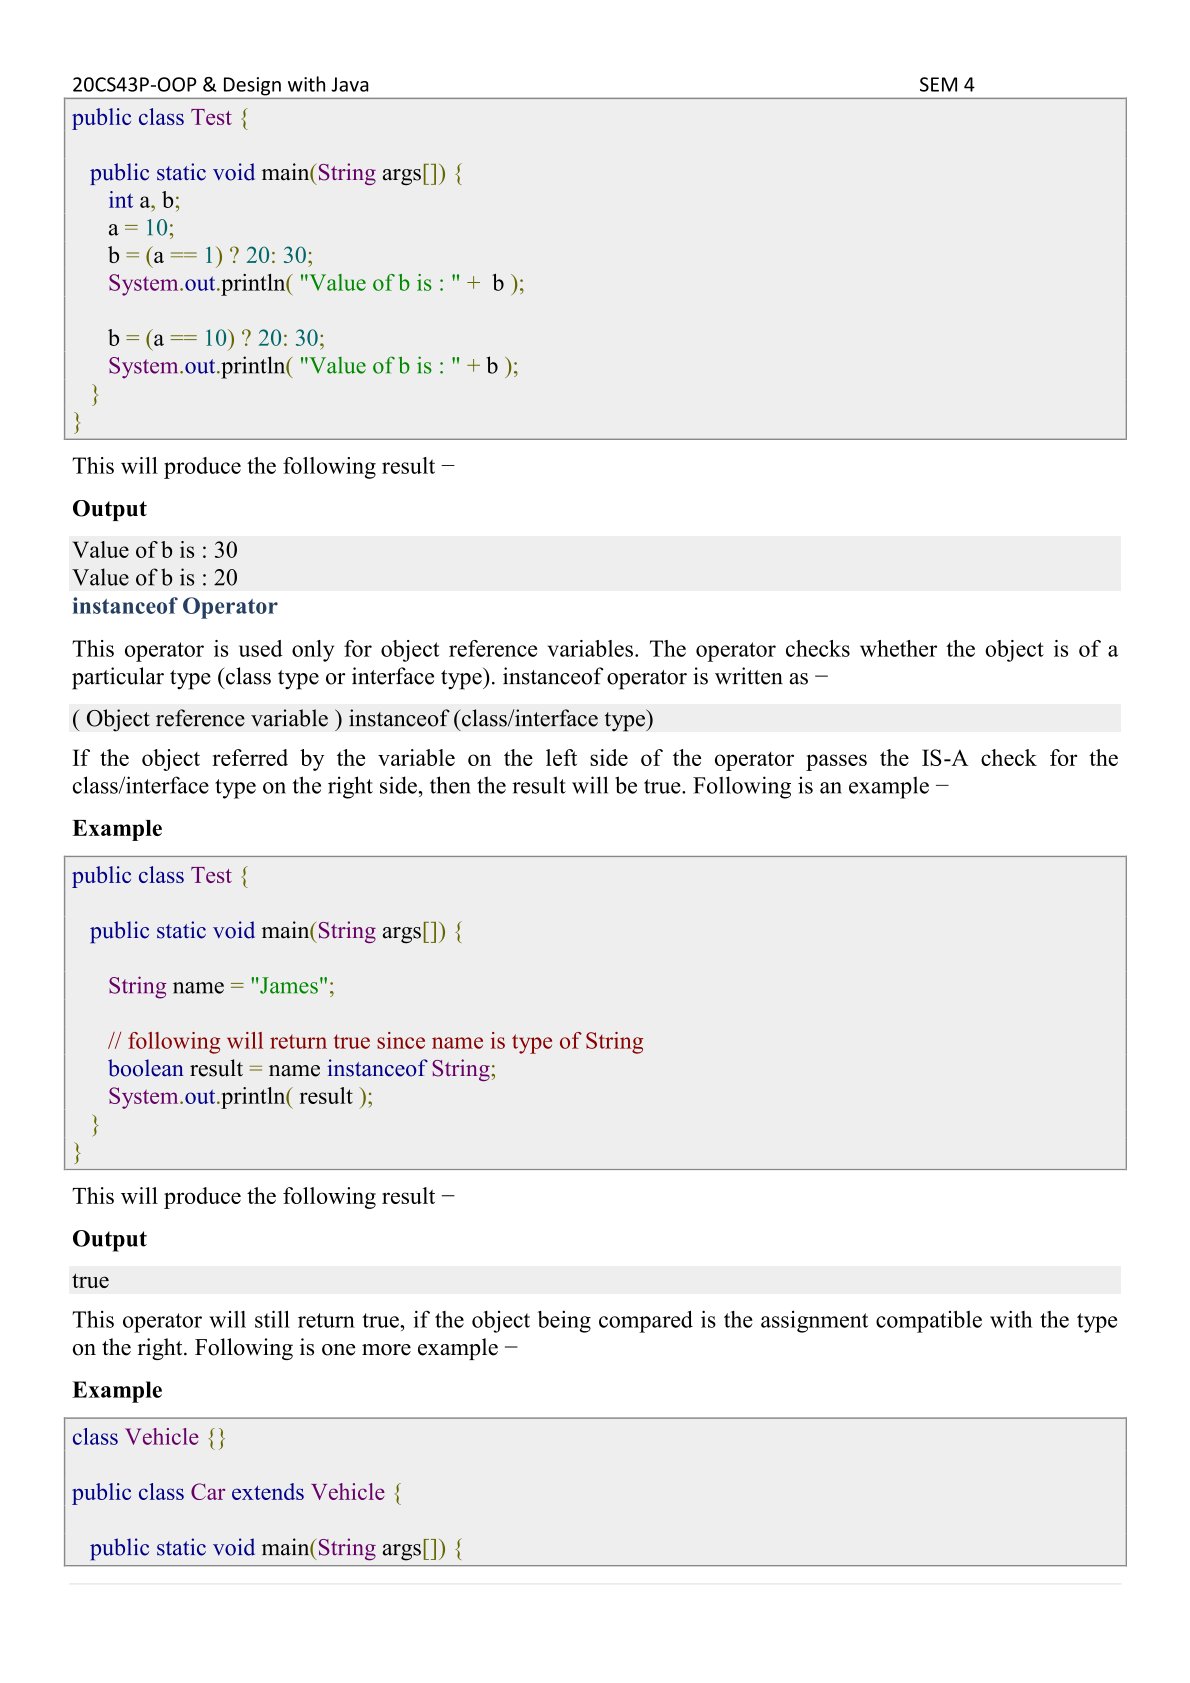 20CS43P-OOP & Design with Java SEM 4
public class Test {
public static void main(String args[]) {
int a, b;
a = 10;
b = (a == 1) ? 20: 30;
System.out.println( "Value of b is : " +  b );
b = (a == 10) ? 20: 30;
System.out.println( "Value of b is : " + b );
}
}
This will produce the following result −
Output
Value of b is : 30
Value of b is : 20
instanceof Operator
This operator is used only for object reference variables. The operator checks whether the object is of a
particular type (class type or interface type). instanceof operator is written as −
( Object reference variable ) instanceof (class/interface type)
If the object referred by the variable on the left side of the operator passes the IS-A check for the
class/interface type on the right side, then the result will be true. Following is an example −
Example
public class Test {
public static void main(String args[]) {
String name = "James";
// following will return true since name is type of String
boolean result = name instanceof String;
System.out.println( result );
}
}
This will produce the following result −
Output
true
This operator will still return true, if the object being compared is the assignment compatible with the type
on the right. Following is one more example −
Example
class Vehicle {}
public class Car extends Vehicle {
public static void main(String args[]) {